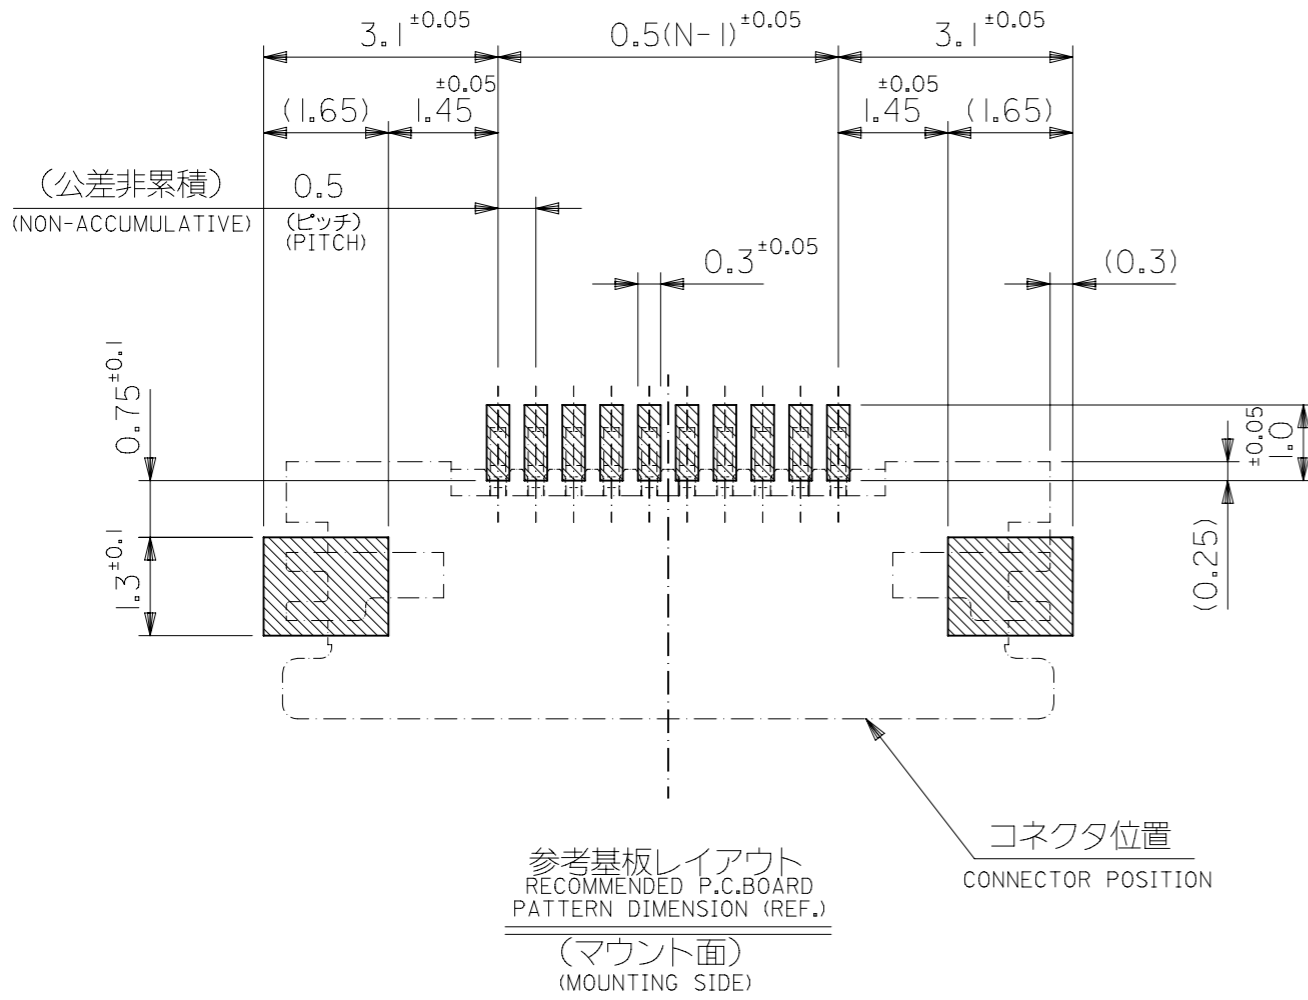 3.1±0.05
0.5(N-1)±0.05
3.1±0.05
(1.65)
1.45±0.05
1.45±0.05
(1.65)
(公差非累積)
(NON-ACCUMULATIVE)
0.5
(ピッチ)
(PITCH)
0.3±0.05
(0.3)
0.75±0.1
1.3±0.1
1.0±0.05
(0.25)
コネクタ位置
CONNECTOR POSITION
参考基板レイアウト
RECOMMENDED P.C.BOARD
PATTERN DIMENSION (REF.)
(マウント面)
(MOUNTING SIDE)